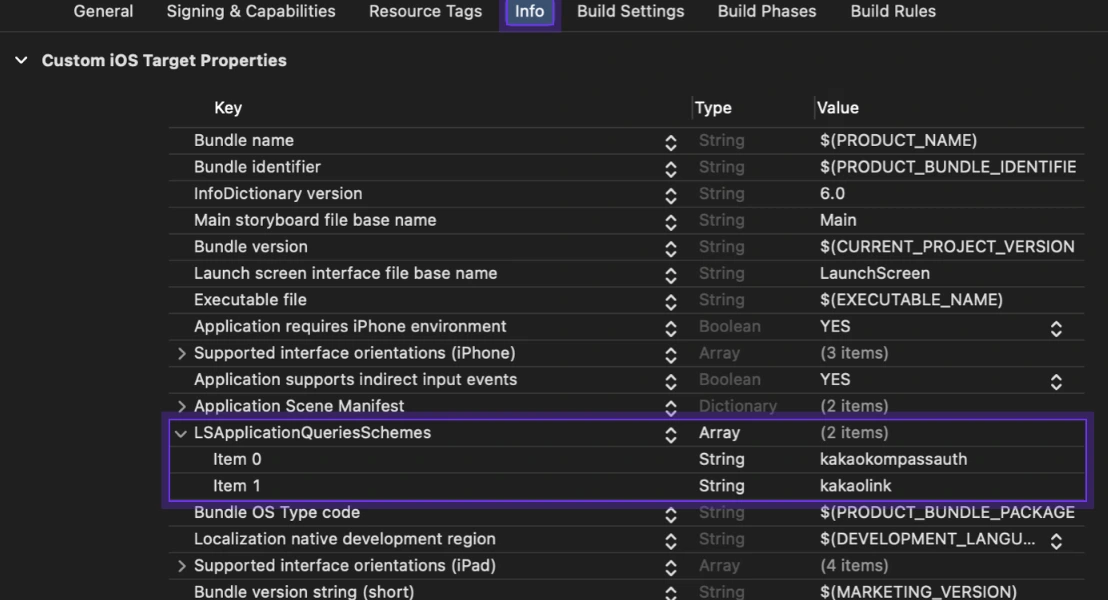 General Signing & Capabilities Resource Tags Info Build Settings Build Phases Build Rules
Custom iOS Target Properties
Key Type Value
Bundle name String $(PRODUCT_NAME)
Bundle identifier String $(PRODUCT_BUNDLE_IDENTIFIE
InfoDictionary version String 6.0
Main storyboard file base name String Main
Bundle version String $(CURRENT_PROJECT_VERSION
Launch screen interface file base name String LaunchScreen
Executable file String $(EXECUTABLE_NAME)
Application requires iPhone environment Boolean YES
Supported interface orientations (iPhone) Array (3 items)
Application supports indirect input events Boolean YES
Application Scene Manifest Dictionary (2 items)
LSApplicationQueriesSchemes Array (2 items)
Item 0 String kakaokompassauth
Item 1 String kakaolink
Bundle OS Type code String $(PRODUCT_BUNDLE_PACKAGE
Localization native development region String $(DEVELOPMENT_LANGU...
Supported interface orientations (iPad) Array (4 items)
Bundle version string (short) String $(MARKETING_VERSION)